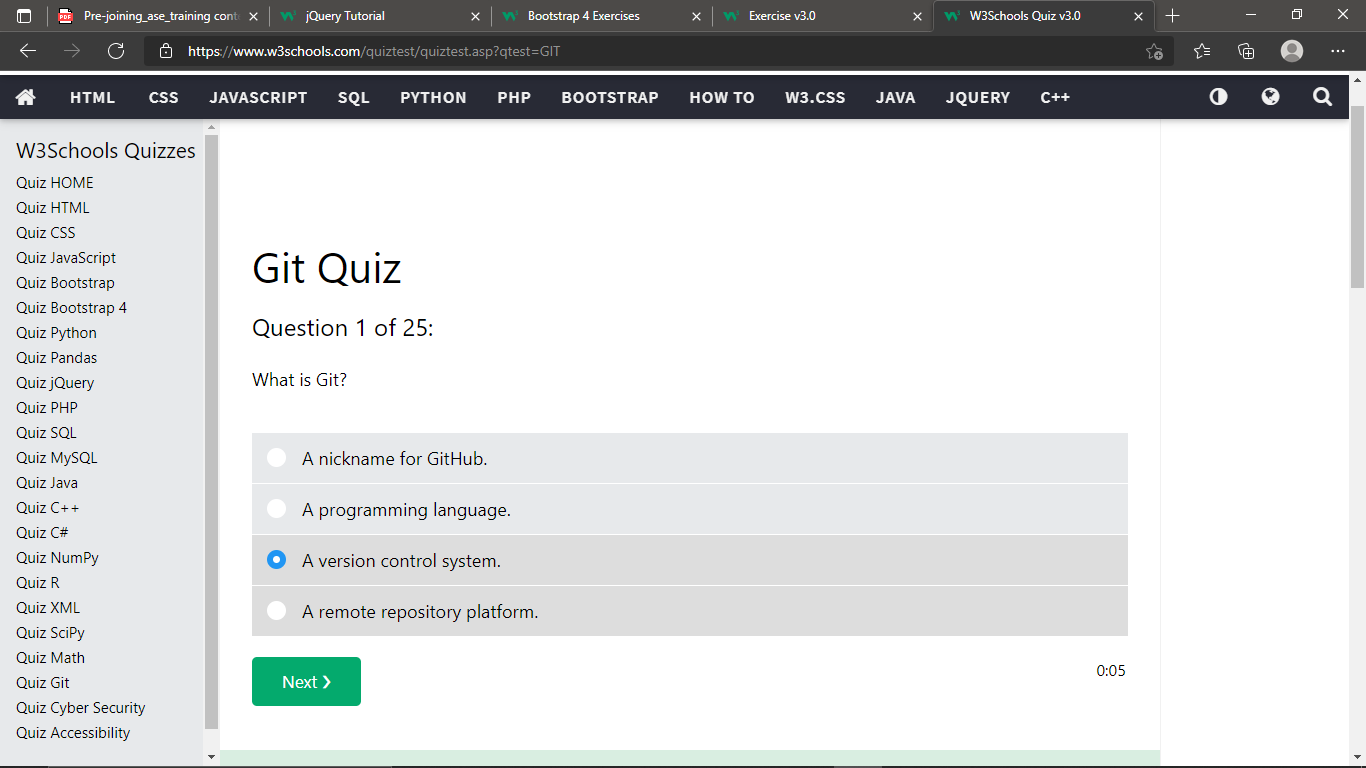 Pre-joining_ase_training cont
jQuery Tutorial
Bootstrap 4 Exercises
Exercise v3.0
W3Schools Quiz v3.0
https://www.w3schools.com/quiztest/quiztest.asp?qtest=GIT
HTML CSS JAVASCRIPT SQL PYTHON PHP BOOTSTRAP HOW TO W3.CSS JAVA JQUERY C++
W3Schools Quizzes
Quiz HOME
Quiz HTML
Quiz CSS
Quiz JavaScript
Quiz Bootstrap
Quiz Bootstrap 4
Quiz Python
Quiz Pandas
Quiz jQuery
Quiz PHP
Quiz SQL
Quiz MySQL
Quiz Java
Quiz C++
Quiz C#
Quiz NumPy
Quiz R
Quiz XML
Quiz SciPy
Quiz Math
Quiz Git
Quiz Cyber Security
Quiz Accessibility
Git Quiz
Question 1 of 25:
What is Git?
A nickname for GitHub.
A programming language.
A version control system.
A remote repository platform.
Next ❯
0:05